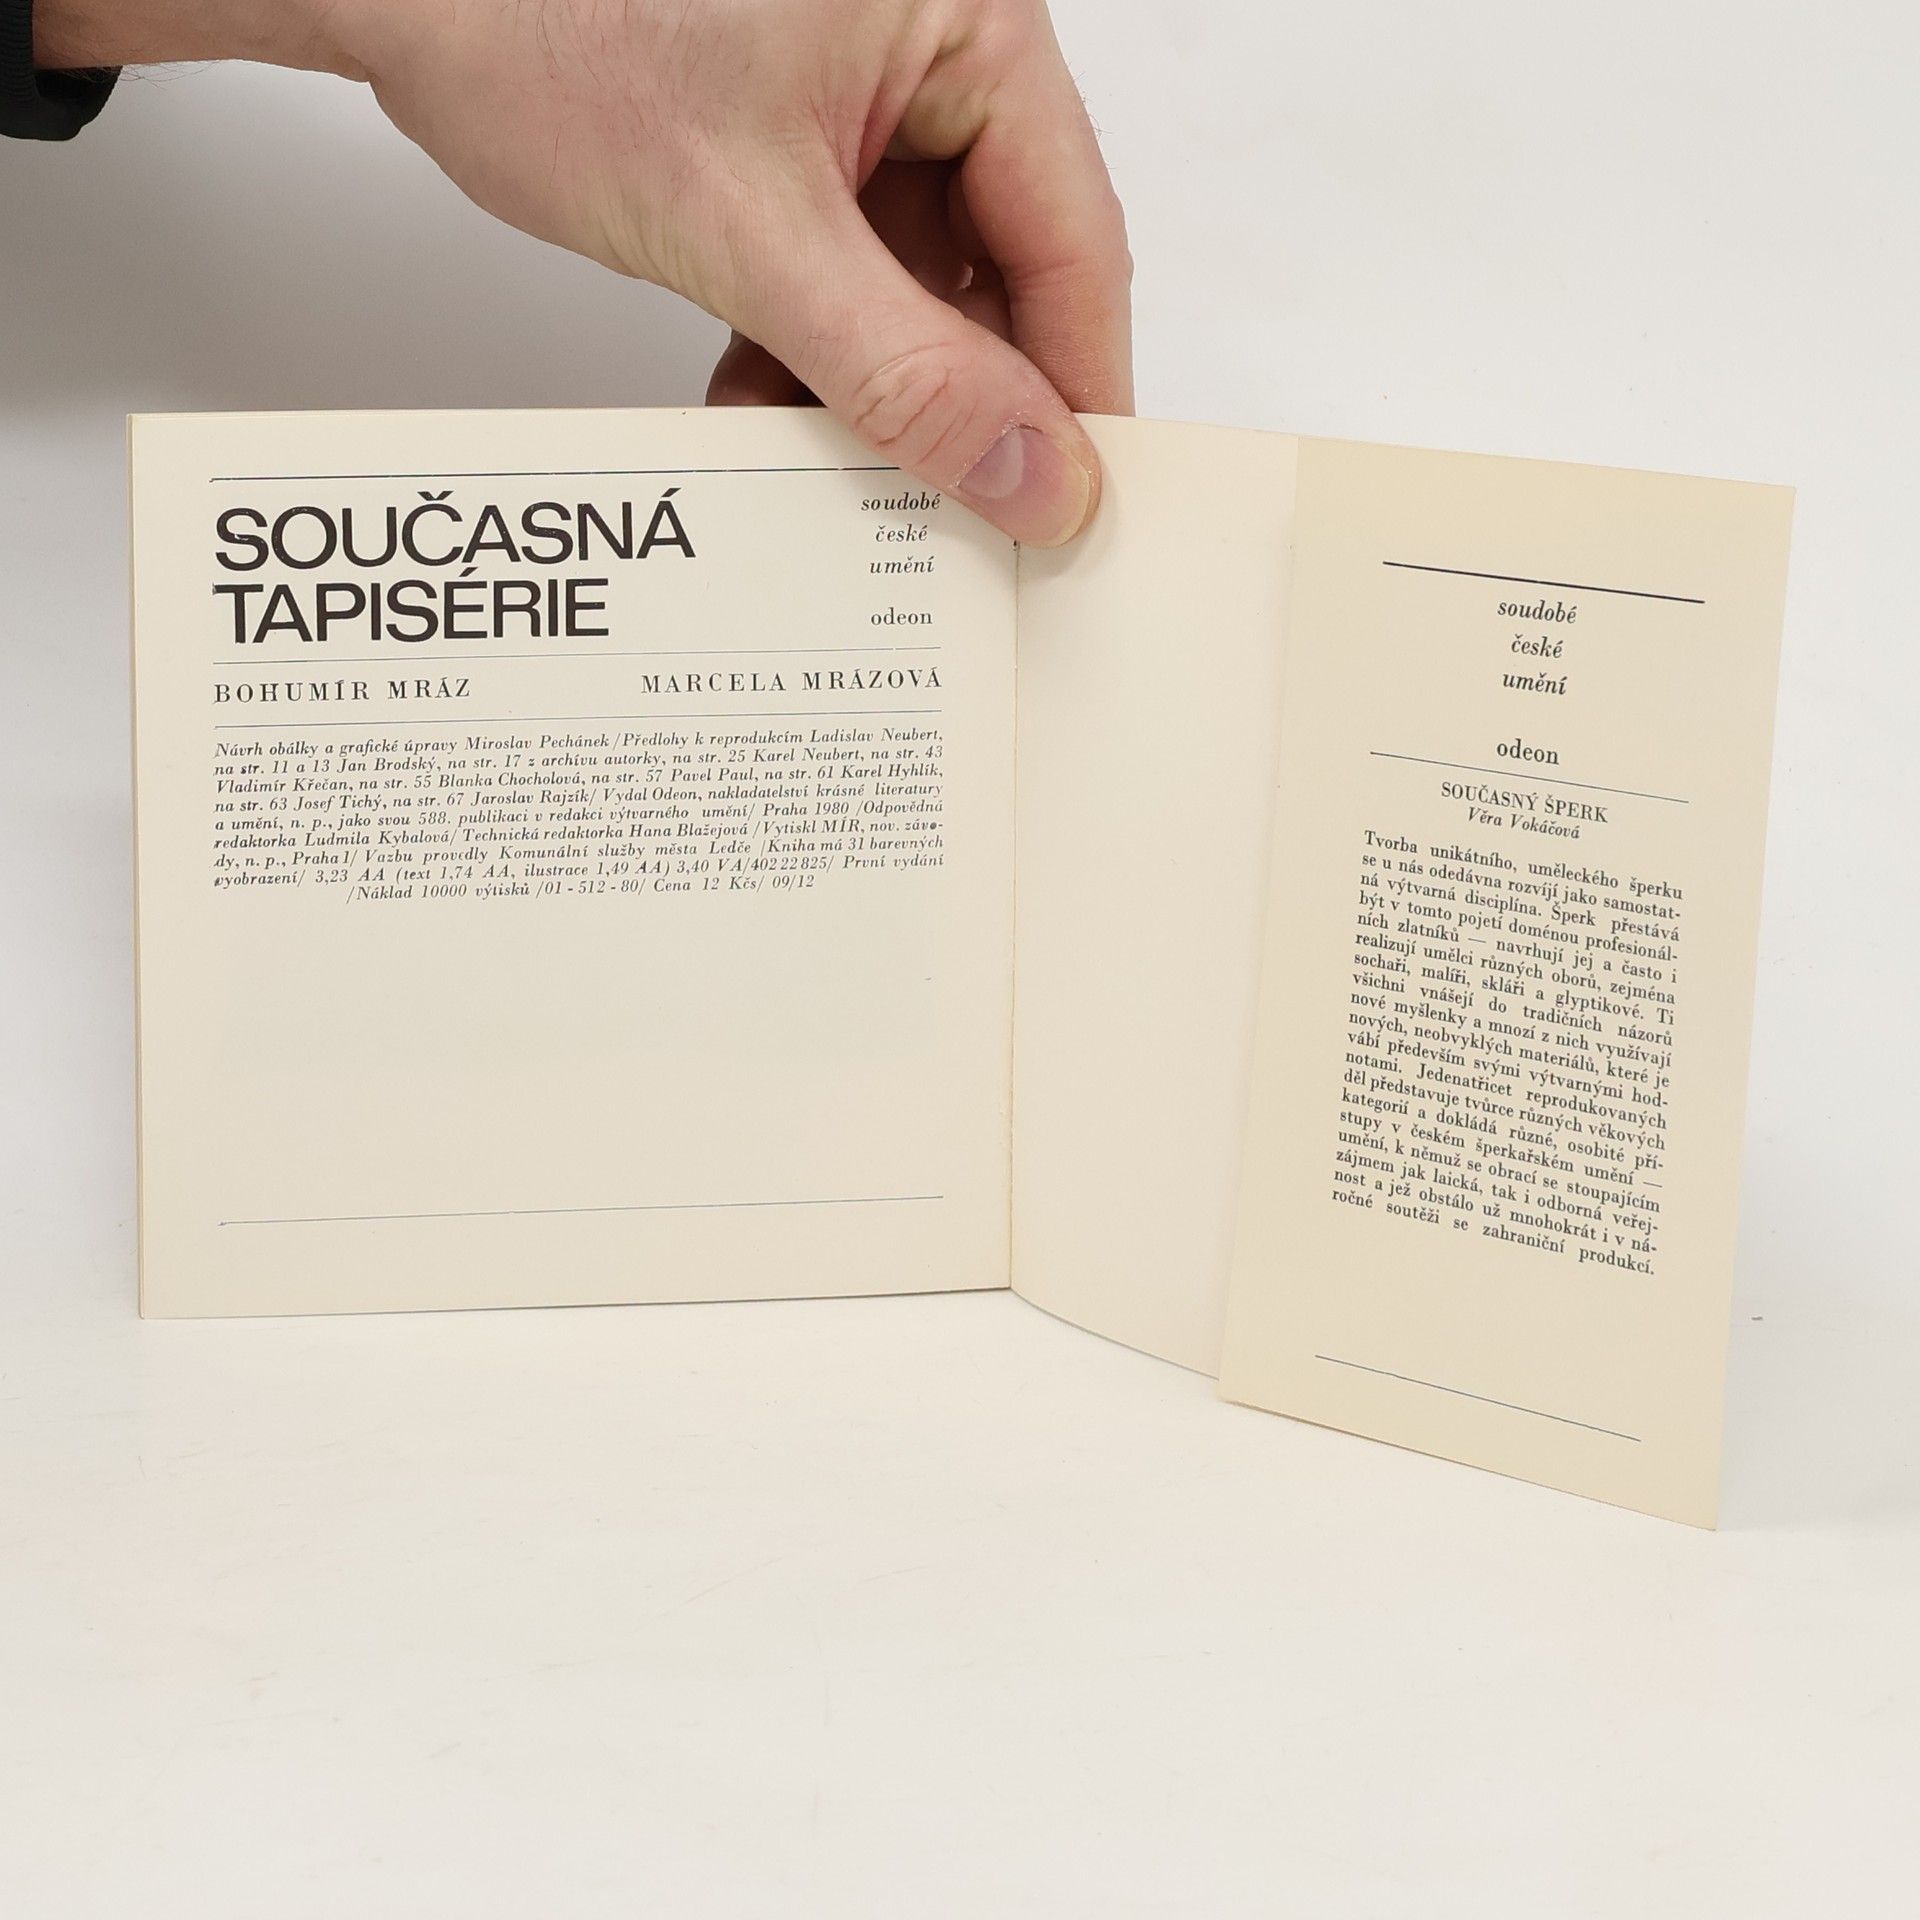 SOUČASNÁ
TAPISÉRIE
soudobé
české
umění
odeon
BOHUMÍR MRÁZ MARCELA MRÁZOVÁ
Návrh obálky a grafické úpravy Miroslav Pechánek/Předlohy k reprodukcím Ladislav Neubert,
na str. 11 a 13 Jan Brodský, na str. 17 z archívu autorky, na str. 25 Karel Neubert, na str. 43
Vladimír Křečan, na str. 55 Blanka Chocholová, na str. 57 Pavel Paul, na str. 61 Karel Hyhlík,
na str. 63 Josef Tichý, na str. 67 Jaroslav Rajzík/ Vydal Odeon, nakladatelství krásné literatury
a umění, n. p., jako svou 588. publikaci v redakci výtvarného umění/ Praha 1980 /Odpovědná
redaktorka Ludmila Kybalová/ Technická redaktorka Hana Blažejová /Vytiskl MÍR, nov. závo-
dy, n. p., Praha 1/ Vazbu provedly Komunální služby města Ledče /Kniha má 31 barevných
vyobrazení/ 3,23 AA (text 1,74 AA, ilustrace 1,49 AA) 3,40 VA/402 22 825/ První vydání
/Náklad 10000 výtisků /01 - 512 - 80/ Cena 12 Kčs/ 09/12
soudobé
české
umění
odeon
SOUČASNÝ ŠPERK
Věra Vokáčová
Tvorba unikátního, uměleckého šperku
se u nás odedávna rozvíjí jako samostat-
ná výtvarná disciplína. Šperk přestává
být v tomto pojetí doménou profesionál-
ních zlatníků — navrhují jej a často i
realizují umělci různých oborů, zejména
sochaři, malíři, skláři a glyptikové. Ti
všichni vnášejí do tradičních názorů
nové myšlenky a mnozí z nich využívají
nových, neobvyklých materiálů, které je
vábí především svými výtvarnými hod-
notami. Jedenatřicet reprodukovaných
děl představuje tvůrce různých věkových
kategorií a dokládá různé, osobité pří-
stupy v českém šperkařském umění —
umění, k němuž se obrací se stoupajícím
zájmem jak laická, tak i odborná veřej-
nost a jež obstálo už mnohokrát i v ná-
ročné soutěži se zahraniční produkcí.